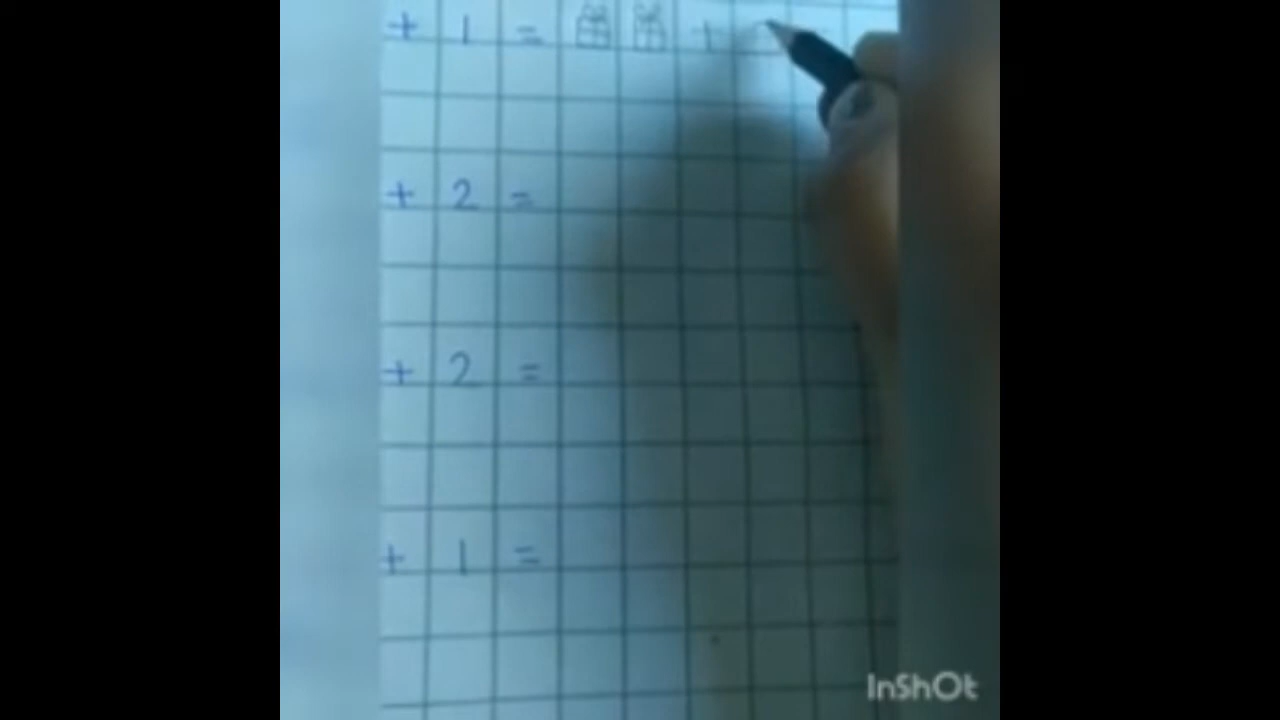 + 1 = +
+ 2 =
+ 2 =
+ 1 =
InShOt